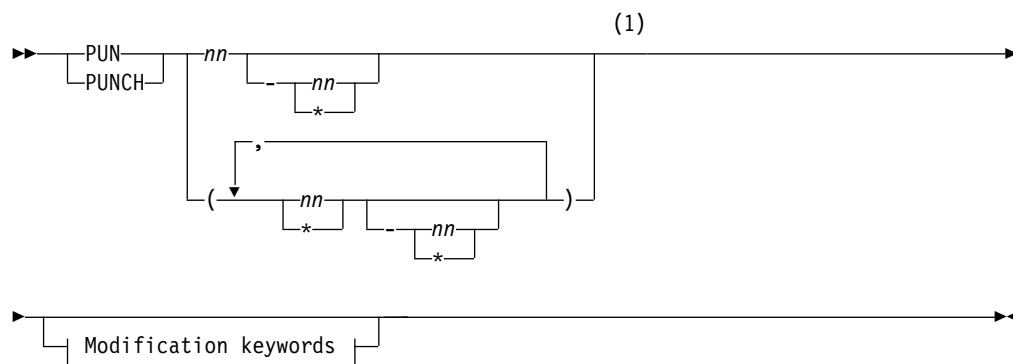 (1)
PUN nn
PUNCH - nn
*
,
( nn )
* - nn
*
Modification keywords